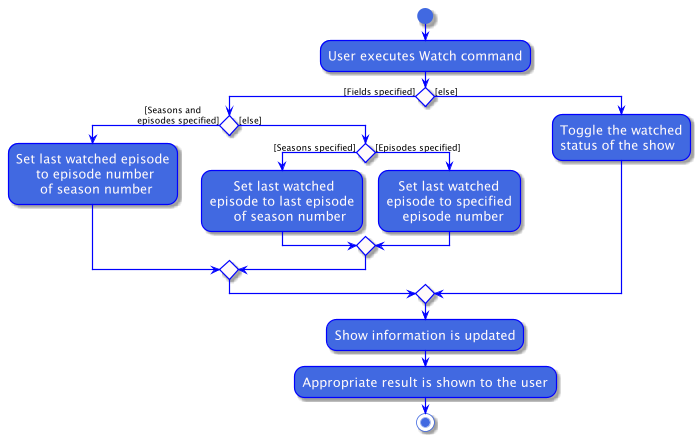 User executes Watch command
[Fields specified]
[else]
[Seasons and
episodes specified]
[else]
Toggle the watched
status of the show
Set last watched episode
to episode number
of season number
[Seasons specified]
[Episodes specified]
Set last watched
episode to last episode
of season number
Set last watched
episode to specified
episode number
Show information is updated
Appropriate result is shown to the user